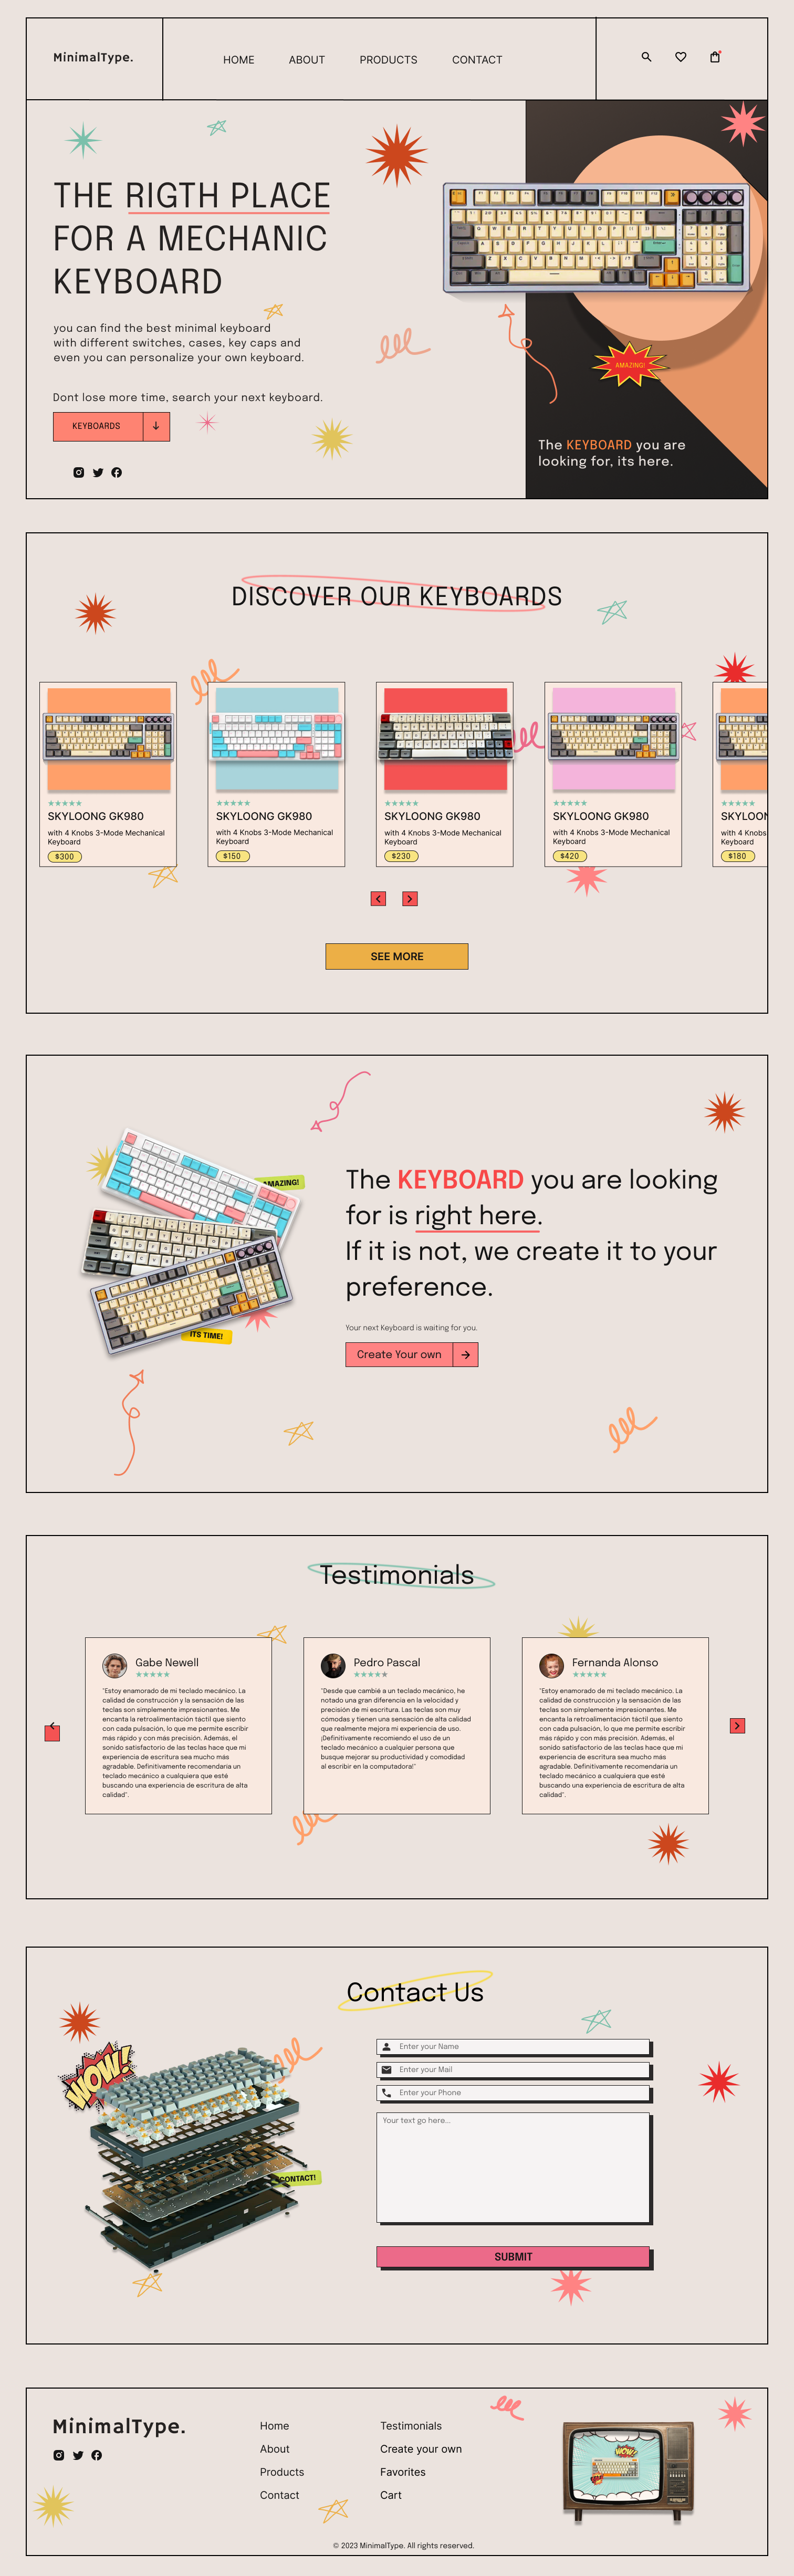 MinimalType.
HOME ABOUT PRODUCTS CONTACT
THE RIGTH PLACE
FOR A MECHANIC
KEYBOARD
you can find the best minimal keyboard
with different switches, cases, key caps and
even you can personalize your own keyboard.
Dont lose more time, search your next keyboard.
KEYBOARDS
AMAZING!
The KEYBOARD you are
looking for, its here.
DISCOVER OUR KEYBOARDS
SKYLOONG GK980
with 4 Knobs 3-Mode Mechanical
Keyboard
$300
SKYLOONG GK980
with 4 Knobs 3-Mode Mechanical
Keyboard
$150
SKYLOONG GK980
with 4 Knobs 3-Mode Mechanical
Keyboard
$230
SKYLOONG GK980
with 4 Knobs 3-Mode Mechanical
Keyboard
$420
SKYLOON
with 4 Knobs
Keyboard
$180
SEE MORE
AMAZING!
ITS TIME!
The KEYBOARD you are looking
for is right here.
If it is not, we create it to your
preference.
Your next Keyboard is waiting for you.
Create Your own
Testimonials
Gabe Newell
"Estoy enamorado de mi teclado mecánico. La
calidad de construcción y la sensación de las
teclas son simplemente impresionantes. Me
encanta la retroalimentación táctil que siento
con cada pulsación, lo que me permite escribir
más rápido y con más precisión. Además, el
sonido satisfactorio de las teclas hace que mi
experiencia de escritura sea mucho más
agradable. Definitivamente recomendaría un
teclado mecánico a cualquiera que esté
buscando una experiencia de escritura de alta
calidad".
Pedro Pascal
"Desde que cambié a un teclado mecánico, he
notado una gran diferencia en la velocidad y
precisión de mi escritura. Las teclas son muy
cómodas y tienen una sensación de alta calidad
que realmente mejora mi experiencia de uso.
¡Definitivamente recomiendo el uso de un
teclado mecánico a cualquier persona que
busque mejorar su productividad y comodidad
al escribir en la computadora!"
Fernanda Alonso
"Estoy enamorado de mi teclado mecánico. La
calidad de construcción y la sensación de las
teclas son simplemente impresionantes. Me
encanta la retroalimentación táctil que siento
con cada pulsación, lo que me permite escribir
más rápido y con más precisión. Además, el
sonido satisfactorio de las teclas hace que mi
experiencia de escritura sea mucho más
agradable. Definitivamente recomendaría un
teclado mecánico a cualquiera que esté
buscando una experiencia de escritura de alta
calidad".
Contact Us
WOW!
CONTACT!
Enter your Name
Enter your Mail
Enter your Phone
Your text go here...
SUBMIT
MinimalType.
Home
About
Products
Contact
Testimonials
Create your own
Favorites
Cart
WOW!
© 2023 MinimalType. All rights reserved.